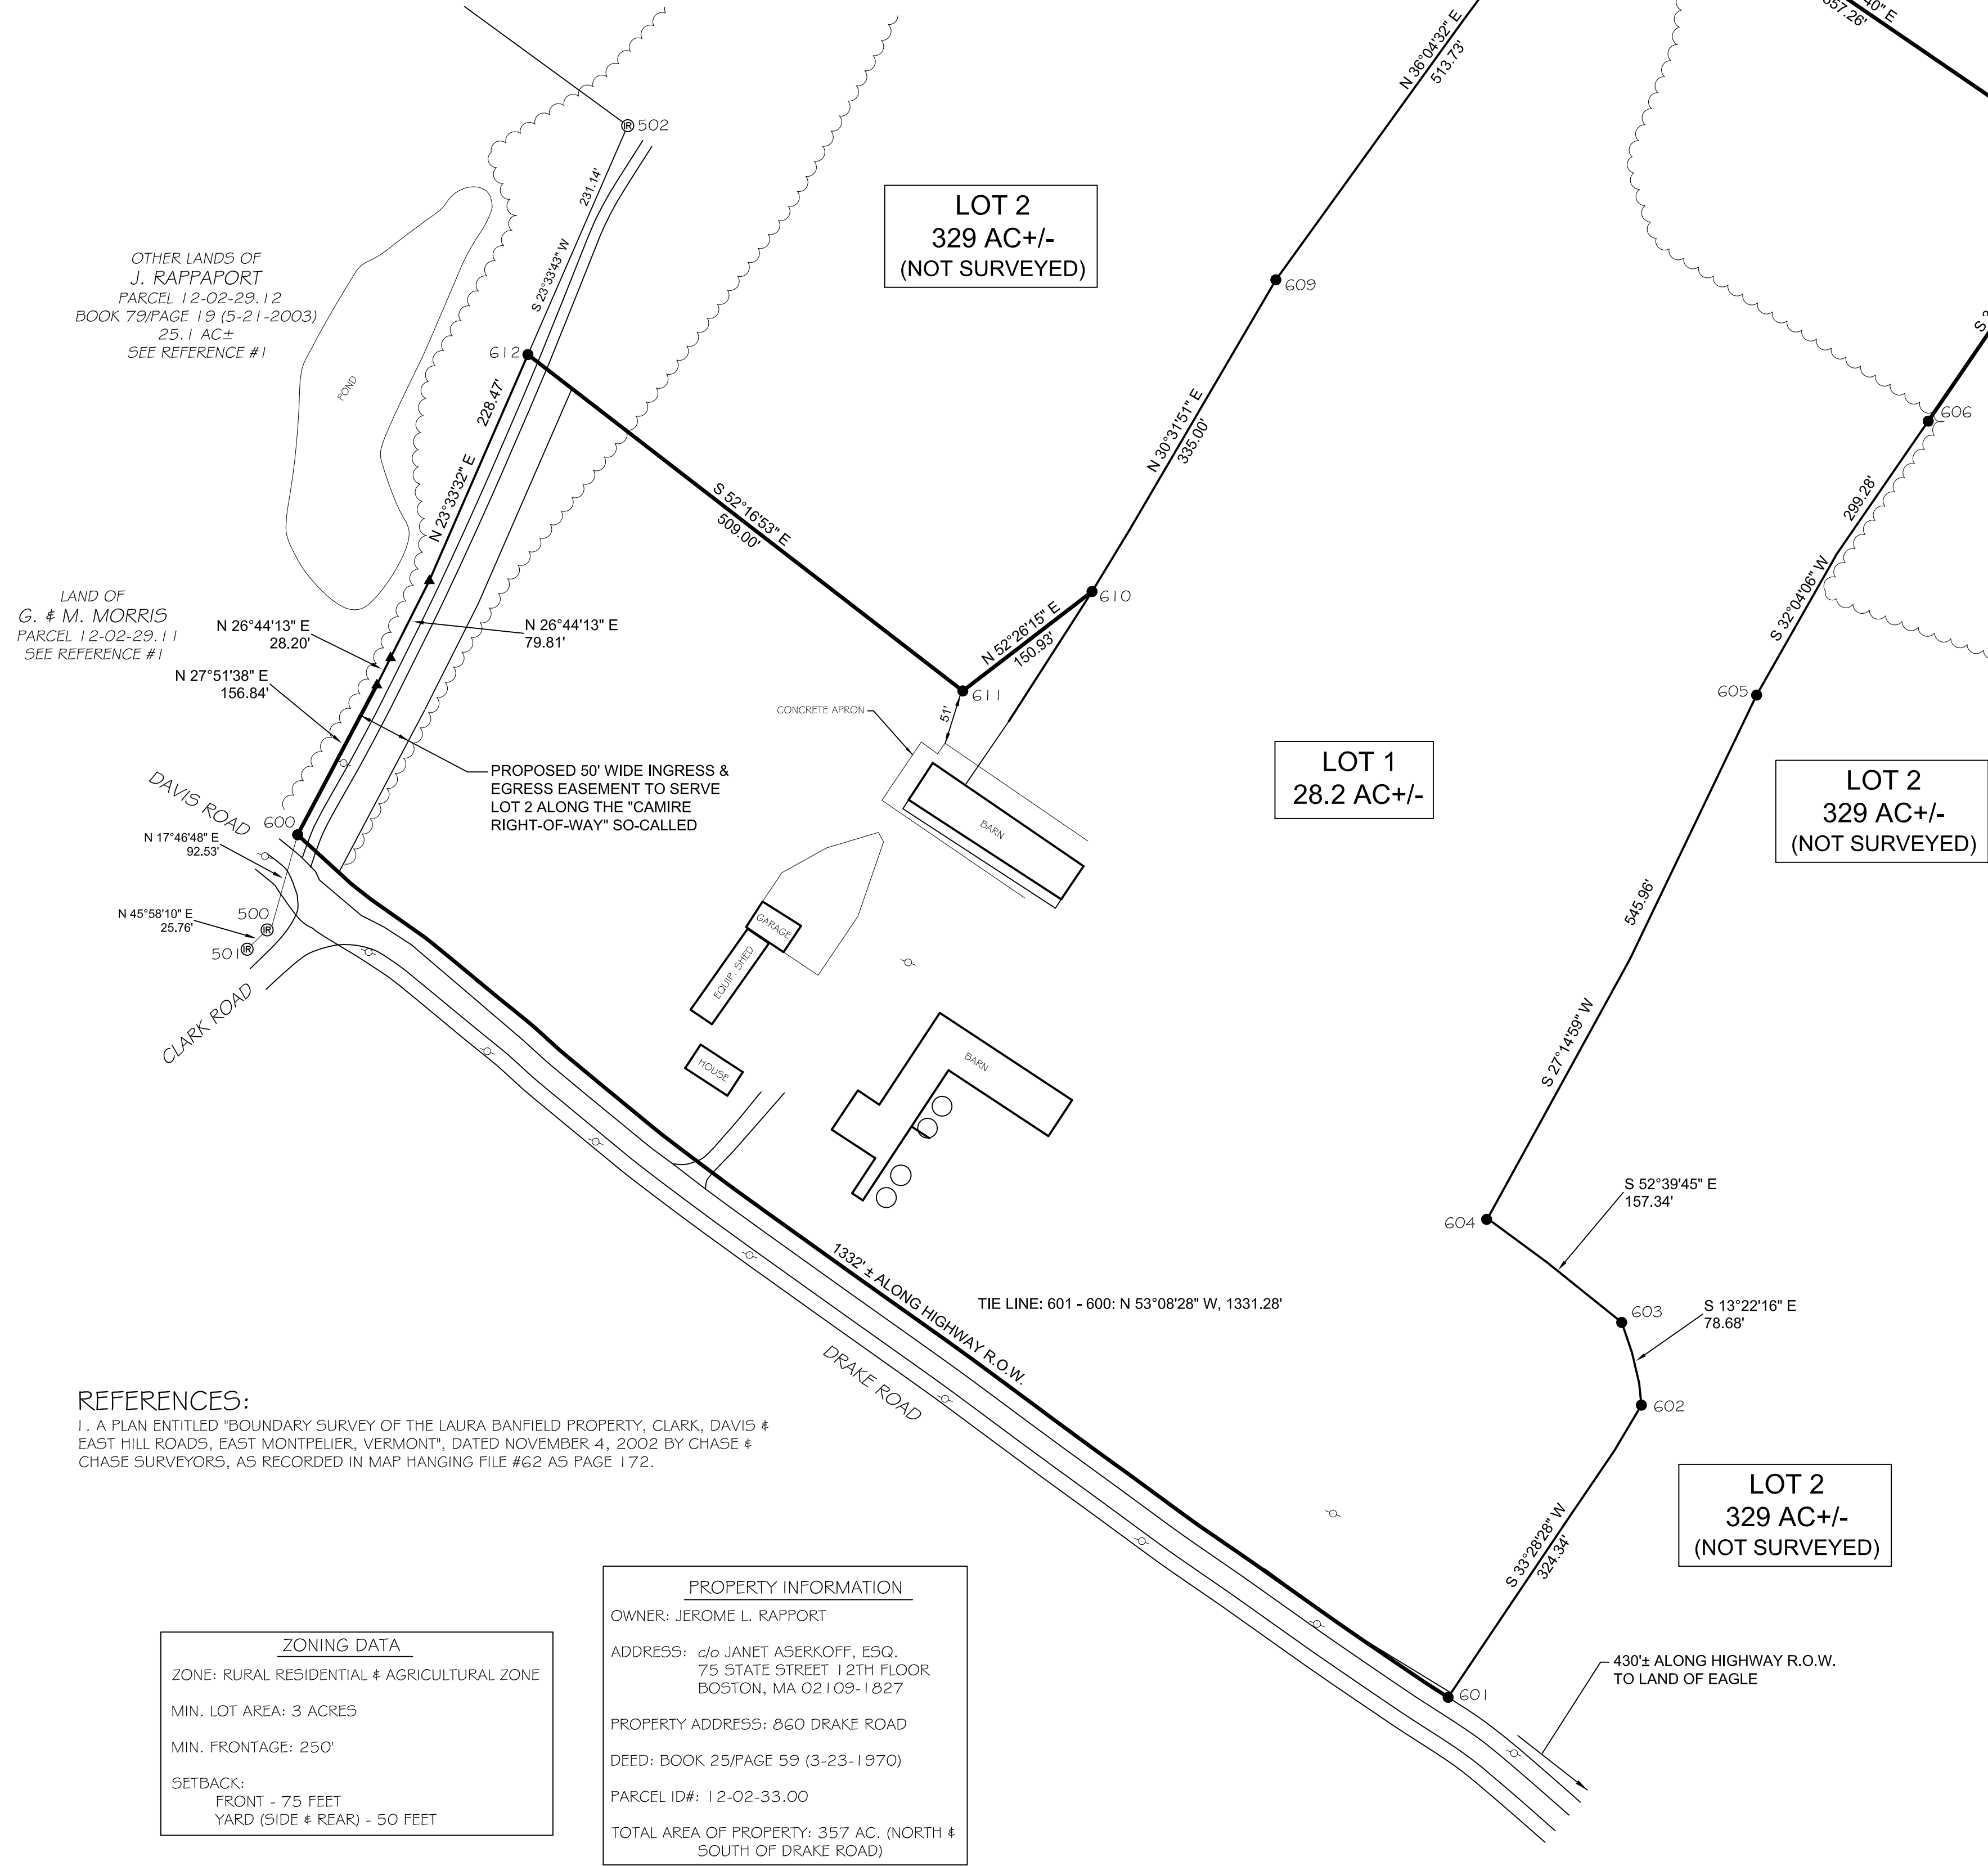 502
231.14'
S 23°33'43" W
LOT 2
329 AC+/-
(NOT SURVEYED)
N 36°04'32" E
513.73'
40" E
557.26'
609
606
OTHER LANDS OF
J. RAPPAPORT
PARCEL 12-02-29.12
BOOK 79/PAGE 19 (5-21-2003)
25.1 AC±
SEE REFERENCE #1
POND
612
228.47'
N 23°33'32" E
S 52°16'53" E
509.00'
N 30°31'51" E
335.00'
299.28'
S 32°04'06" W
605
610
N 52°26'15" E
150.93'
611
51'
CONCRETE APRON
LAND OF
G. & M. MORRIS
PARCEL 12-02-29.11
SEE REFERENCE #1
N 26°44'13" E
28.20'
N 26°44'13" E
79.81'
N 27°51'38" E
156.84'
PROPOSED 50' WIDE INGRESS &
EGRESS EASEMENT TO SERVE
LOT 2 ALONG THE "CAMIRE
RIGHT-OF-WAY" SO-CALLED
BARN
LOT 1
28.2 AC+/-
LOT 2
329 AC+/-
(NOT SURVEYED)
DAVIS ROAD
600
N 17°46'48" E
92.53'
500
N 45°58'10" E
25.76'
501
CLARK ROAD
GARAGE
EQUIP. SHED
HOUSE
BARN
545.96'
S 27°14'59" W
604
S 52°39'45" E
157.34'
603
S 13°22'16" E
78.68'
602
1332' ± ALONG HIGHWAY R.O.W.
TIE LINE: 601 - 600: N 53°08'28" W, 1331.28'
DRAKE ROAD
REFERENCES:
1. A PLAN ENTITLED "BOUNDARY SURVEY OF THE LAURA BANFIELD PROPERTY, CLARK, DAVIS &
EAST HILL ROADS, EAST MONTPELIER, VERMONT", DATED NOVEMBER 4, 2002 BY CHASE &
CHASE SURVEYORS, AS RECORDED IN MAP HANGING FILE #62 AS PAGE 172.
LOT 2
329 AC+/-
(NOT SURVEYED)
S 33°28'28" W
324.34'
601
430'± ALONG HIGHWAY R.O.W.
TO LAND OF EAGLE
ZONING DATA
ZONE: RURAL RESIDENTIAL & AGRICULTURAL ZONE
MIN. LOT AREA: 3 ACRES
MIN. FRONTAGE: 250'
SETBACK:
FRONT - 75 FEET
YARD (SIDE & REAR) - 50 FEET
PROPERTY INFORMATION
OWNER: JEROME L. RAPPORT
ADDRESS: c/o JANET ASERKOFF, ESQ.
75 STATE STREET 12TH FLOOR
BOSTON, MA 02109-1827
PROPERTY ADDRESS: 860 DRAKE ROAD
DEED: BOOK 25/PAGE 59 (3-23-1970)
PARCEL ID#: 12-02-33.00
TOTAL AREA OF PROPERTY: 357 AC. (NORTH &
SOUTH OF DRAKE ROAD)